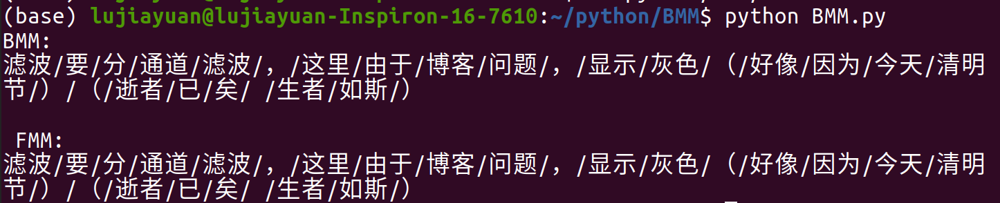 (base) lujiayuan@lujiayuan-Inspiron-16-7610:~/python/BMM$ python BMM.py
BMM:
滤波/要/分/通道/滤波/，/这里/由于/博客/问题/，/显示/灰色/（/好像/因为/今天/清明
节/）/（/逝者/已/矣/ /生者/如斯/）
FMM:
滤波/要/分/通道/滤波/，/这里/由于/博客/问题/，/显示/灰色/（/好像/因为/今天/清明
节/）/（/逝者/已/矣/ /生者/如斯/）